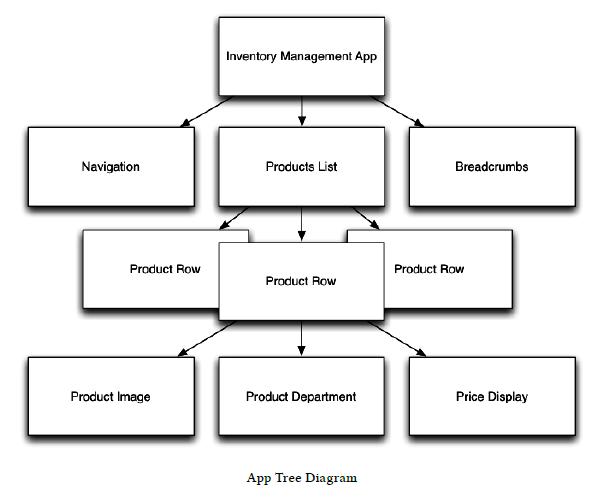 Inventory Management App
Navigation
Products List
Breadcrumbs
Product Row
Product Row
Product Row
Product Image
Product Department
Price Display
App Tree Diagram